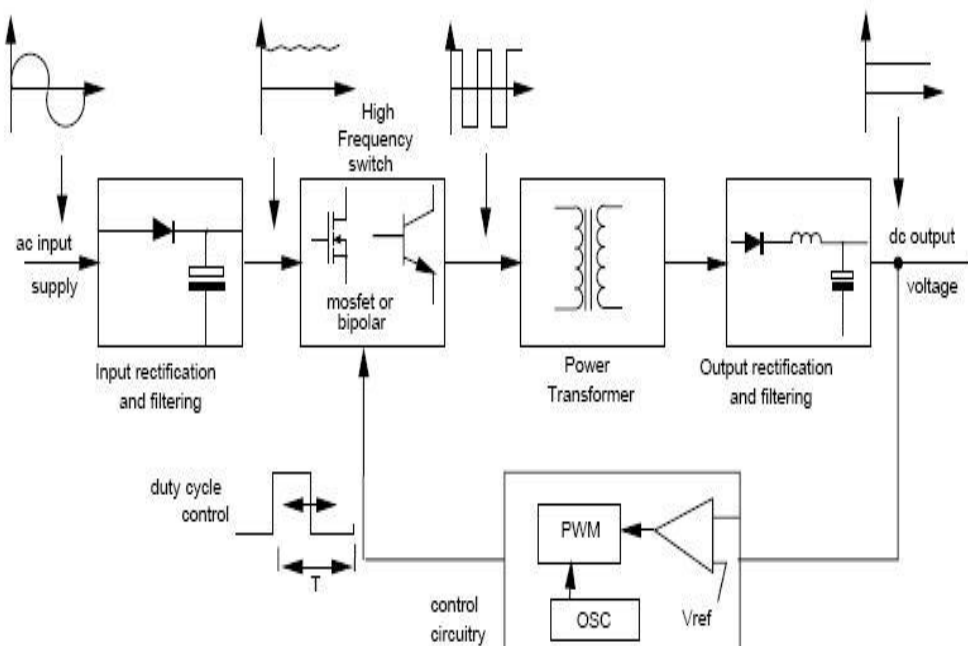 High
Frequency
switch
ac input
supply
mosfet or
bipolar
dc output
voltage
Input rectification
and filtering
Power
Transformer
Output rectification
and filtering
duty cycle
control
T
PWM
OSC
Vref
control
circuitry